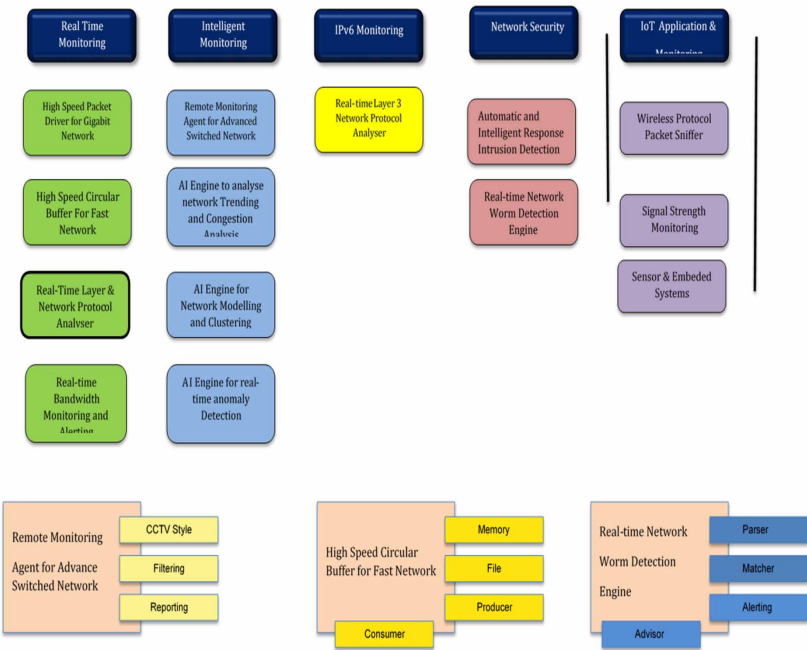 Real Time
Monitoring
Intelligent
Monitoring
IPv6 Monitoring
Network Security
IoT Application &
Monitoring
High Speed Packet
Driver for Gigabit
Network
Remote Monitoring
Agent for Advanced
Switched Network
Real-time Layer 3
Network Protocol
Analyser
Automatic and
Intelligent Response
Intrusion Detection
Wireless Protocol
Packet Sniffer
High Speed Circular
Buffer For Fast
Network
AI Engine to analyse
network Trending
and Congestion
Analysis
Real-time Network
Worm Detection
Engine
Signal Strength
Monitoring
Real-Time Layer &
Network Protocol
Analyser
AI Engine for
Network Modelling
and Clustering
Sensor & Embeded
Systems
Real-time
Bandwidth
Monitoring and
Alerting
AI Engine for real-
time anomaly
Detection
Remote Monitoring
Agent for Advance
Switched Network
CCTV Style
Filtering
Reporting
High Speed Circular
Buffer for Fast Network
Memory
File
Producer
Consumer
Real-time Network
Worm Detection
Engine
Parser
Matcher
Alerting
Advisor